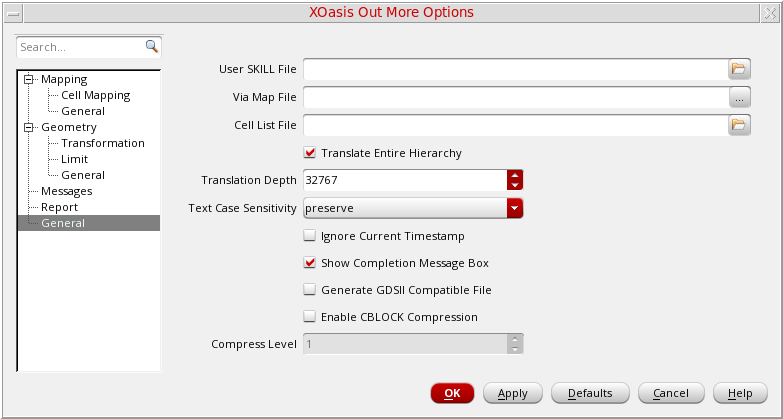 XOasis Out More Options
Search...
Mapping
Cell Mapping
General
Geometry
Transformation
Limit
General
Messages
Report
General
User SKILL File
Via Map File
...
Cell List File
Translate Entire Hierarchy
Translation Depth 32767
Text Case Sensitivity preserve
Ignore Current Timestamp
Show Completion Message Box
Generate GDSII Compatible File
Enable CBLOCK Compression
Compress Level 1
OK Apply Defaults Cancel Help